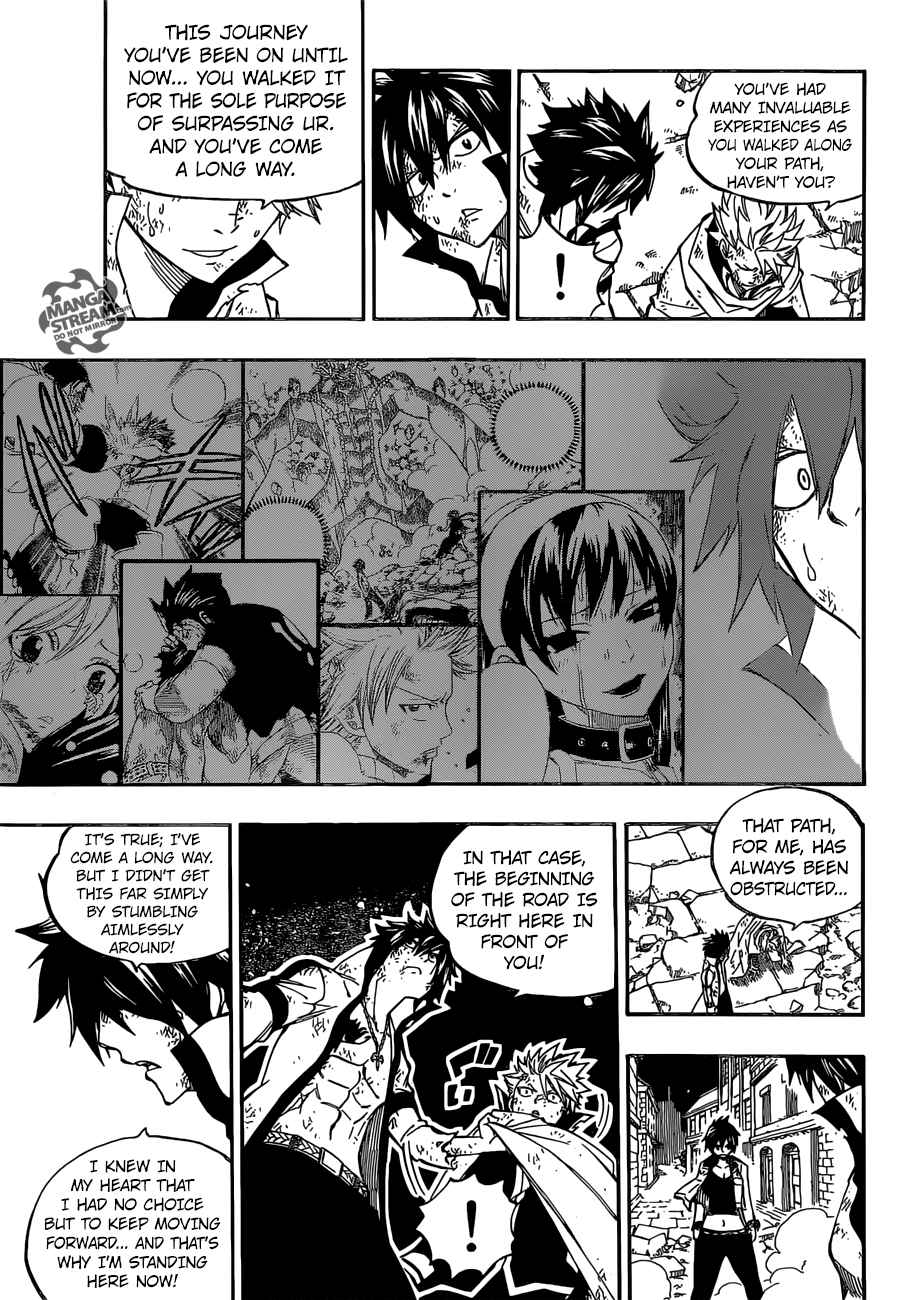 YOU'VE HAD
MANY INVALUABLE
EXPERIENCES AS
YOU WALKED ALONG
YOUR PATH,
HAVEN'T YOU?
!
THIS JOURNEY
YOU'VE BEEN ON UNTIL
NOW... YOU WALKED IT
FOR THE SOLE PURPOSE
OF SURPASSING UR.
AND YOU'VE COME
A LONG WAY.
MANGA
STREAM.com
DO NOT MIRROR
THAT PATH,
FOR ME, HAS
ALWAYS BEEN
OBSTRUCTED...
IN THAT CASE,
THE BEGINNING
OF THE ROAD IS
RIGHT HERE IN
FRONT OF
YOU!
!
IT'S TRUE; I'VE
COME A LONG WAY.
BUT I DIDN'T GET
THIS FAR SIMPLY
BY STUMBLING
AIMLESSLY
AROUND!
I KNEW IN
MY HEART THAT
I HAD NO CHOICE
BUT TO KEEP MOVING
FORWARD... AND THAT'S
WHY I'M STANDING
HERE NOW!